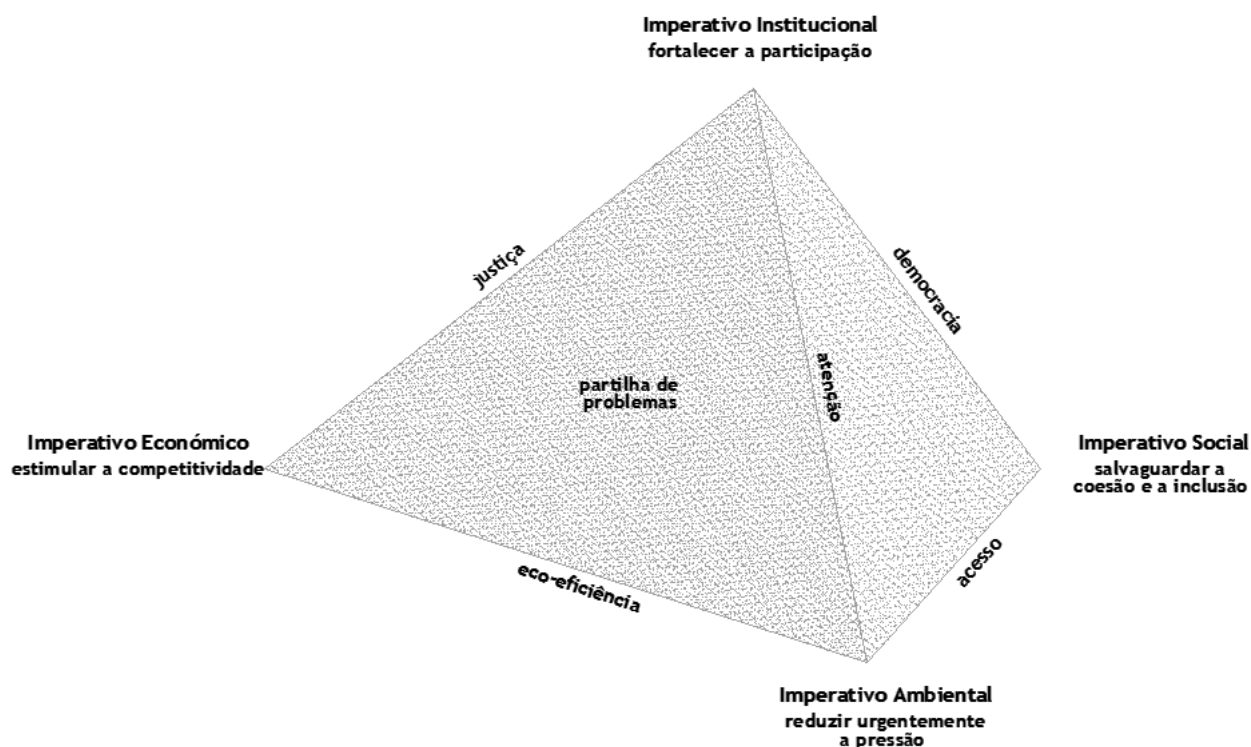 Imperativo Institucional
fortalecer a participação
justiça
democracia
atenção
partilha de
problemas
Imperativo Económico
estimular a competitividade
Imperativo Social
salvaguardar a
coesão e a inclusão
eco-eficiência
acesso
Imperativo Ambiental
reduzir urgentemente
a pressão